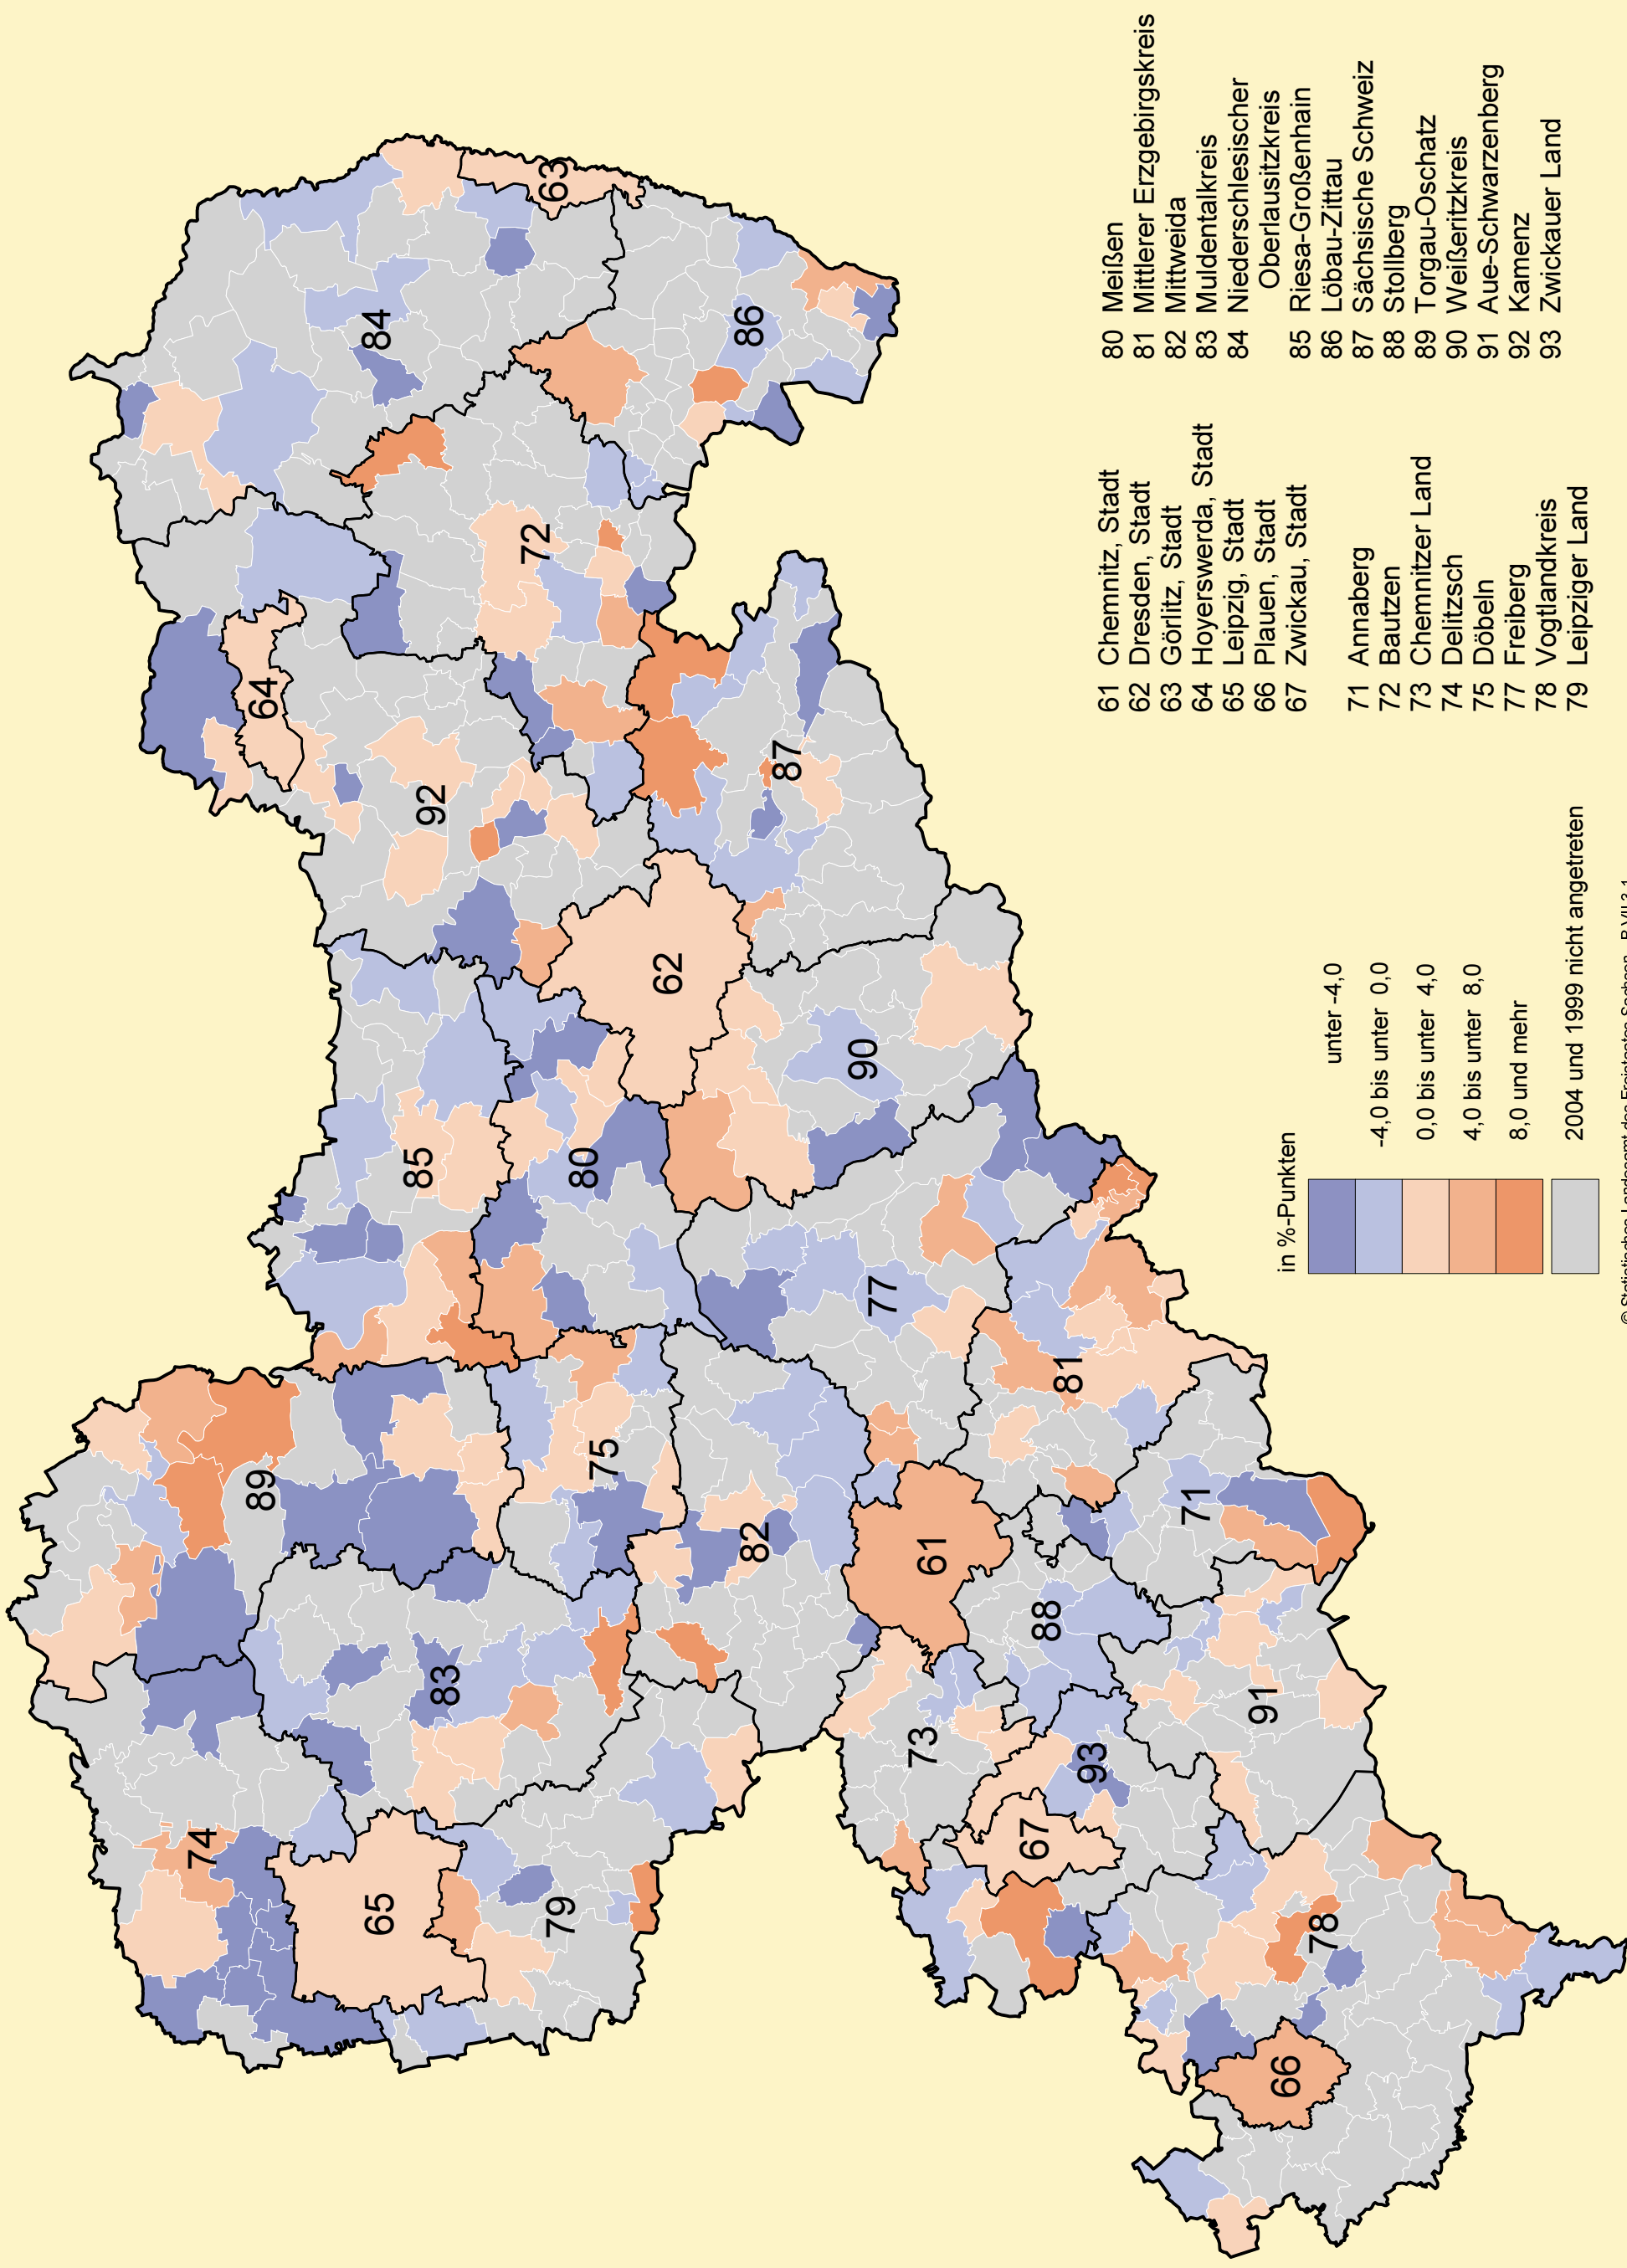 74
89
65
83
79
75
82
85
80
92
64
84
72
63
86
62
87
90
77
81
61
71
88
73
93
67
91
78
66
61 Chemnitz, Stadt
62 Dresden, Stadt
63 Görlitz, Stadt
64 Hoyerswerda, Stadt
65 Leipzig, Stadt
66 Plauen, Stadt
67 Zwickau, Stadt
71 Annaberg
72 Bautzen
73 Chemnitzer Land
74 Delitzsch
75 Döbeln
77 Freiberg
78 Vogtlandkreis
79 Leipziger Land
80 Meißen
81 Mittlerer Erzgebirgskreis
82 Mittweida
83 Muldentalkreis
84 Niederschlesischer
Oberlausitzkreis
85 Riesa-Großenhain
86 Löbau-Zittau
87 Sächsische Schweiz
88 Stollberg
89 Torgau-Oschatz
90 Weißeritzkreis
91 Aue-Schwarzenberg
92 Kamenz
93 Zwickauer Land
in %-Punkten
unter -4,0
-4,0 bis unter 0,0
0,0 bis unter 4,0
4,0 bis unter 8,0
8,0 und mehr
2004 und 1999 nicht angetreten